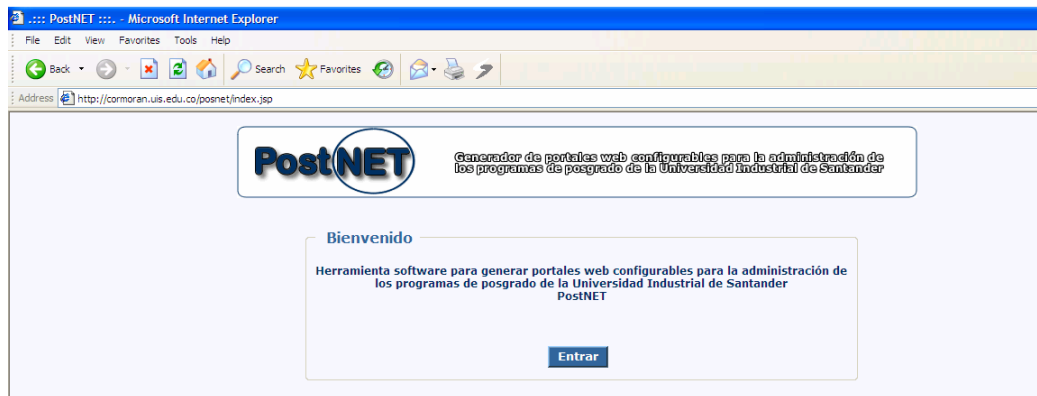 .::: PostNET :::. - Microsoft Internet Explorer
File Edit View Favorites Tools Help
Back Search Favorites
Address http://cormoran.uis.edu.co/posnet/index.jsp
PostNET
Generador de portales web configurables para la administración de
los programas de posgrado de la Universidad Industrial de Santander
Bienvenido
Herramienta software para generar portales web configurables para la administración de
los programas de posgrado de la Universidad Industrial de Santander
PostNET
Entrar